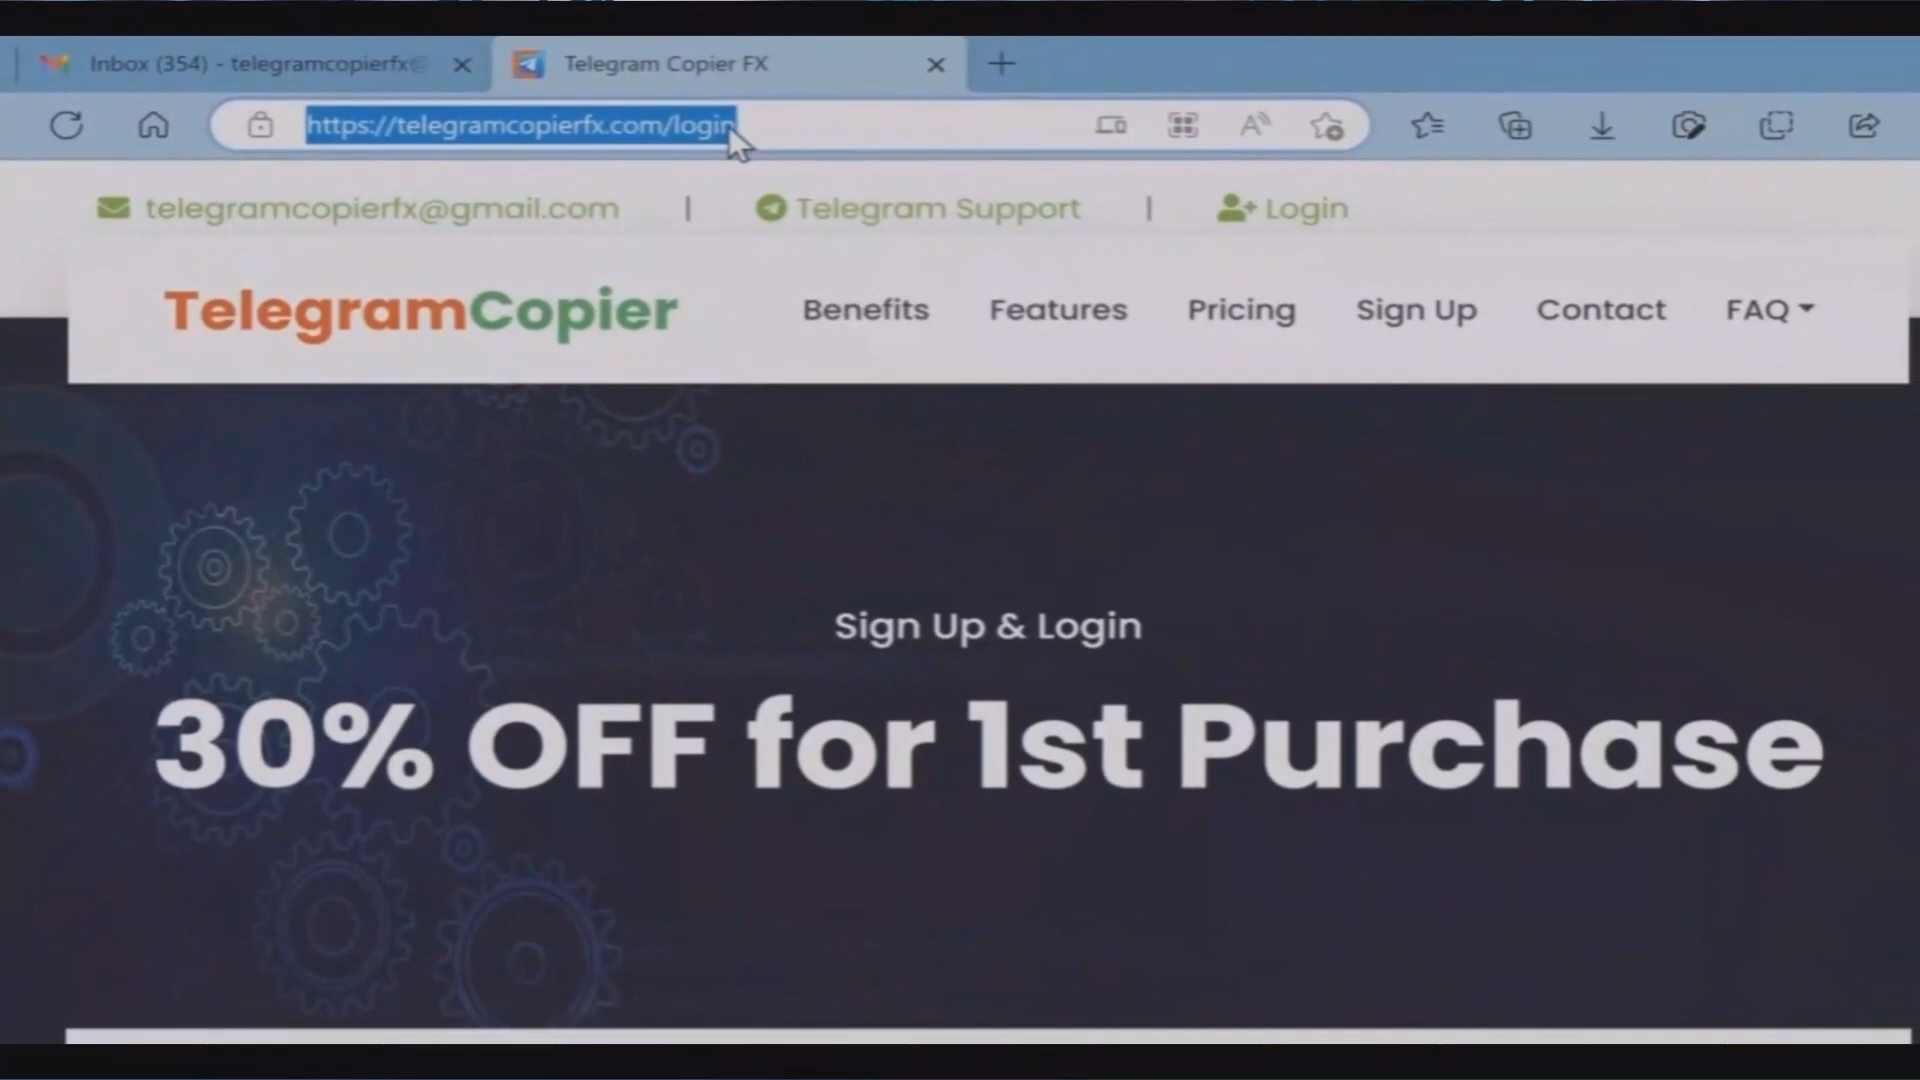 Inbox (354) - telegramcopierfx@
Telegram Copier FX
https://telegramcopierfx.com/login
telegramcopierfx@gmail.com | Telegram Support | Login
TelegramCopier
Benefits Features Pricing Sign Up Contact FAQ
Sign Up & Login
30% OFF for 1st Purchase